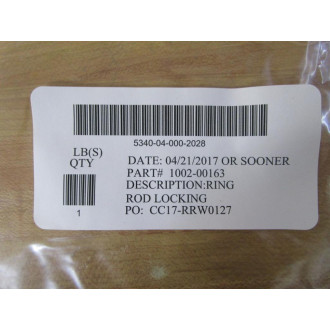 5340-04-000-2028
LB(S)
QTY
1
DATE: 04/21/2017 OR SOONER
PART# 1002-00163
DESCRIPTION:RING
ROD LOCKING
PO: CC17-RRW0127